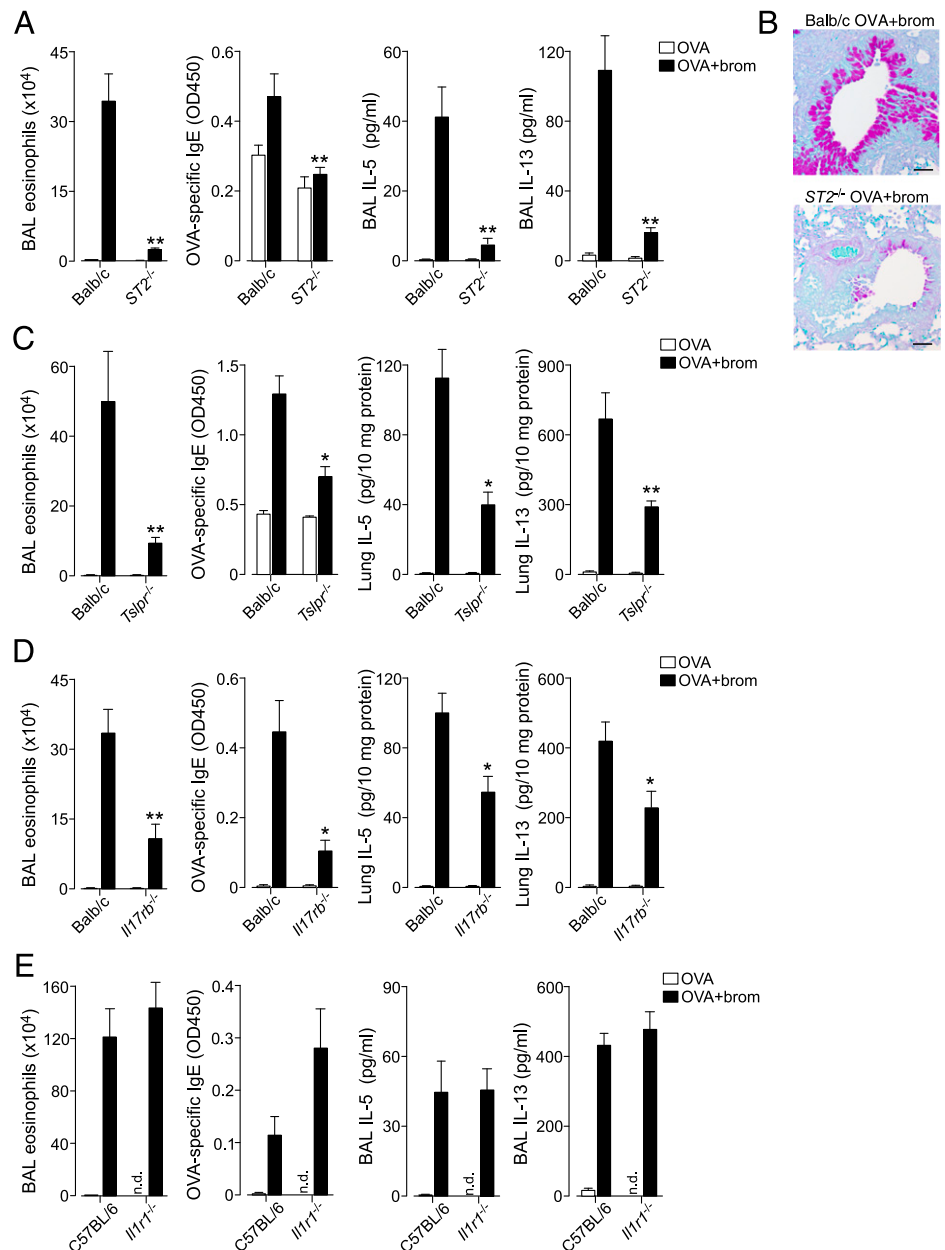 A
BAL eosinophils (x10⁴)
45
30
15
0
Balb/c
ST2⁻/⁻
**
OVA-specific IgE (OD450)
0.6
0.4
0.2
0
Balb/c
ST2⁻/⁻
**
BAL IL-5 (pg/ml)
60
40
20
0
Balb/c
ST2⁻/⁻
**
BAL IL-13 (pg/ml)
120
80
40
0
Balb/c
ST2⁻/⁻
**
OVA
OVA+brom
B
Balb/c OVA+brom
ST2⁻/⁻ OVA+brom
C
BAL eosinophils (x10⁴)
60
40
20
0
Balb/c
Tslpr⁻/⁻
**
OVA-specific IgE (OD450)
1.5
1.0
0.5
0
Balb/c
Tslpr⁻/⁻
*
Lung IL-5 (pg/10 mg protein)
120
80
40
0
Balb/c
Tslpr⁻/⁻
*
Lung IL-13 (pg/10 mg protein)
900
600
300
0
Balb/c
Tslpr⁻/⁻
**
OVA
OVA+brom
D
BAL eosinophils (x10⁴)
45
30
15
0
Balb/c
Il17rb⁻/⁻
**
OVA-specific IgE (OD450)
0.6
0.4
0.2
0
Balb/c
Il17rb⁻/⁻
*
Lung IL-5 (pg/10 mg protein)
120
80
40
0
Balb/c
Il17rb⁻/⁻
*
Lung IL-13 (pg/10 mg protein)
600
400
200
0
Balb/c
Il17rb⁻/⁻
*
OVA
OVA+brom
E
BAL eosinophils (x10⁴)
160
120
80
40
0
n.d.
C57BL/6
Il1r1⁻/⁻
OVA-specific IgE (OD450)
0.4
0.3
0.2
0.1
0
n.d.
C57BL/6
Il1r1⁻/⁻
BAL IL-5 (pg/ml)
90
60
30
0
n.d.
C57BL/6
Il1r1⁻/⁻
BAL IL-13 (pg/ml)
600
400
200
0
n.d.
C57BL/6
Il1r1⁻/⁻
OVA
OVA+brom